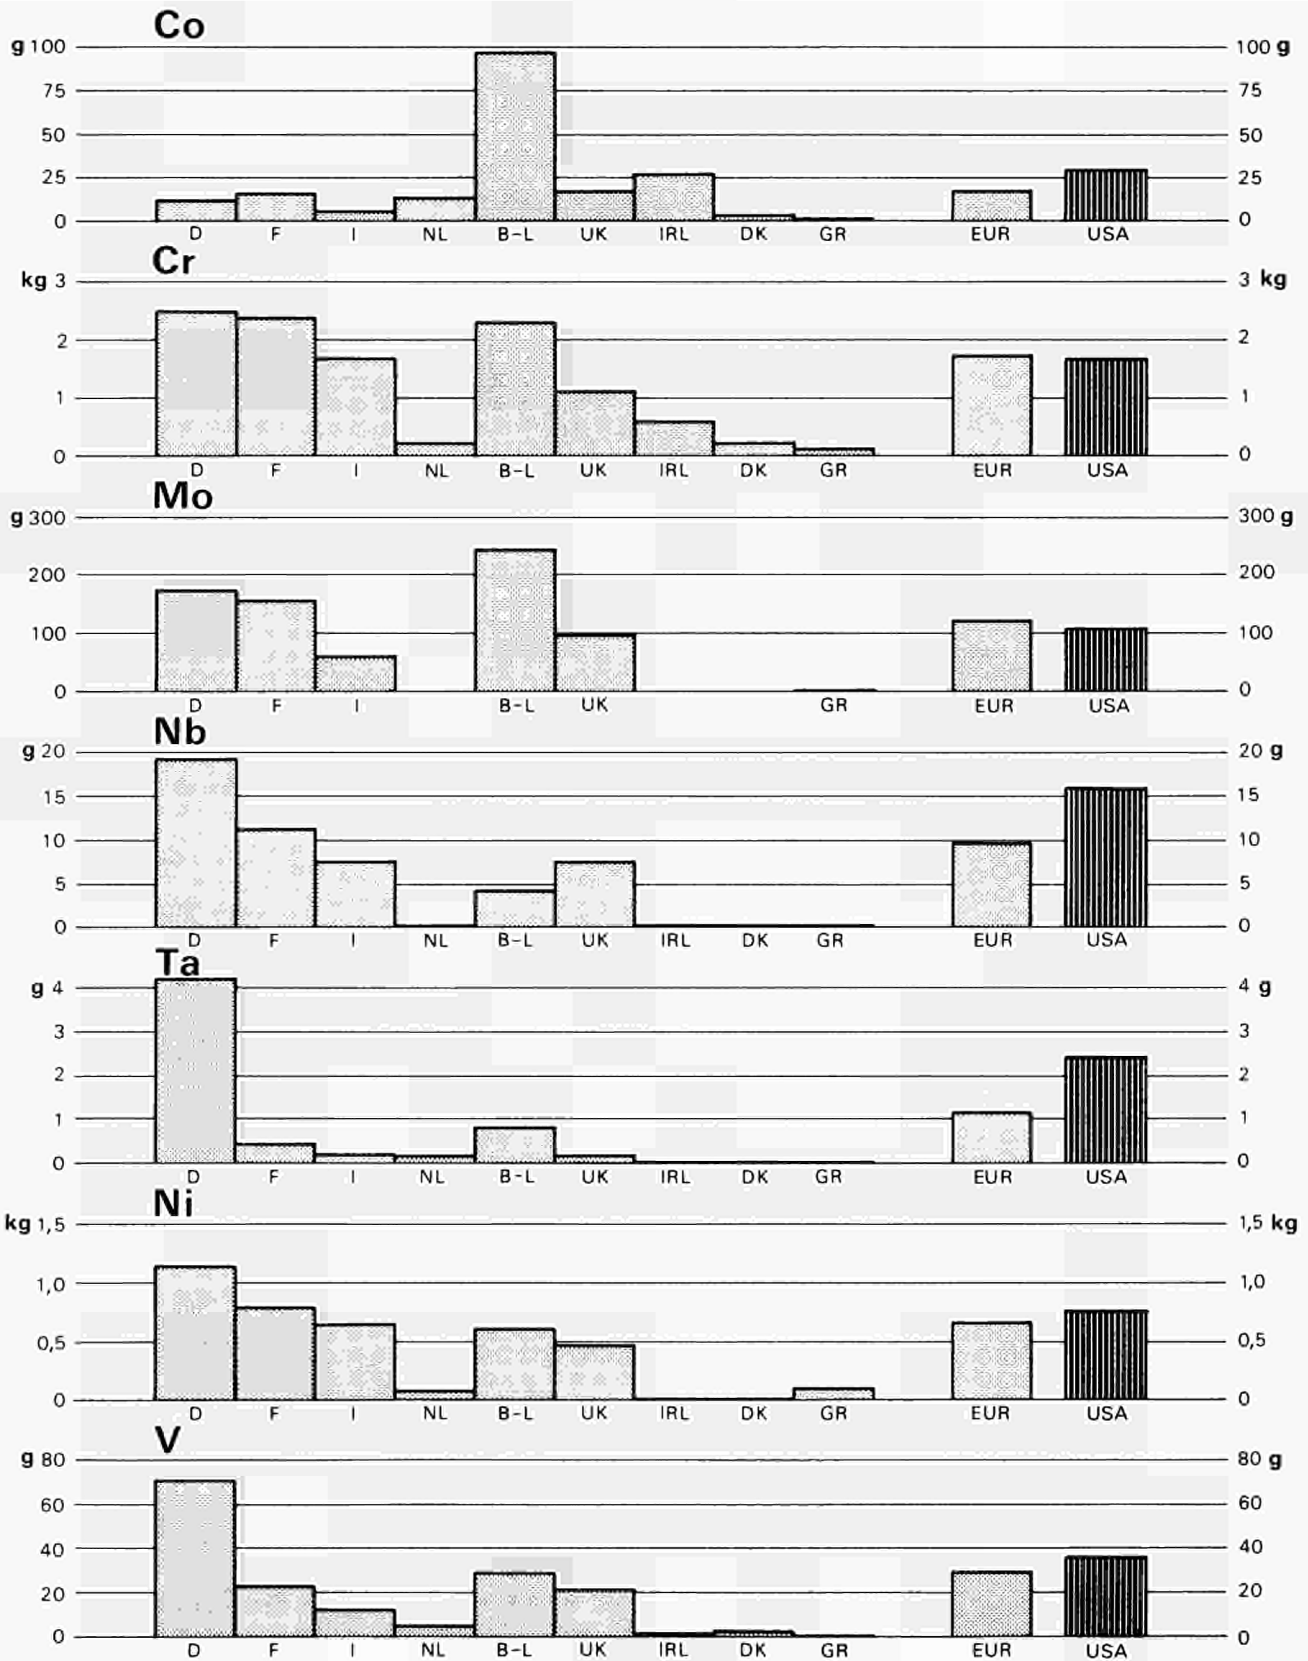 Co
g 100 100 g
75 75
50 50
25 25
0 0
D F I NL B-L UK IRL DK GR EUR USA
Cr
kg 3 3 kg
2 2
1 1
0 0
D F I NL B-L UK IRL DK GR EUR USA
Mo
g 300 300 g
200 200
100 100
0 0
D F I B-L UK GR EUR USA
Nb
g 20 20 g
15 15
10 10
5 5
0 0
D F I NL B-L UK IRL DK GR EUR USA
Ta
g 4 4 g
3 3
2 2
1 1
0 0
D F I NL B-L UK IRL DK GR EUR USA
Ni
kg 1,5 1,5 kg
1,0 1,0
0,5 0,5
0 0
D F I NL B-L UK IRL DK GR EUR USA
V
g 80 80 g
60 60
40 40
20 20
0 0
D F I NL B-L UK IRL DK GR EUR USA